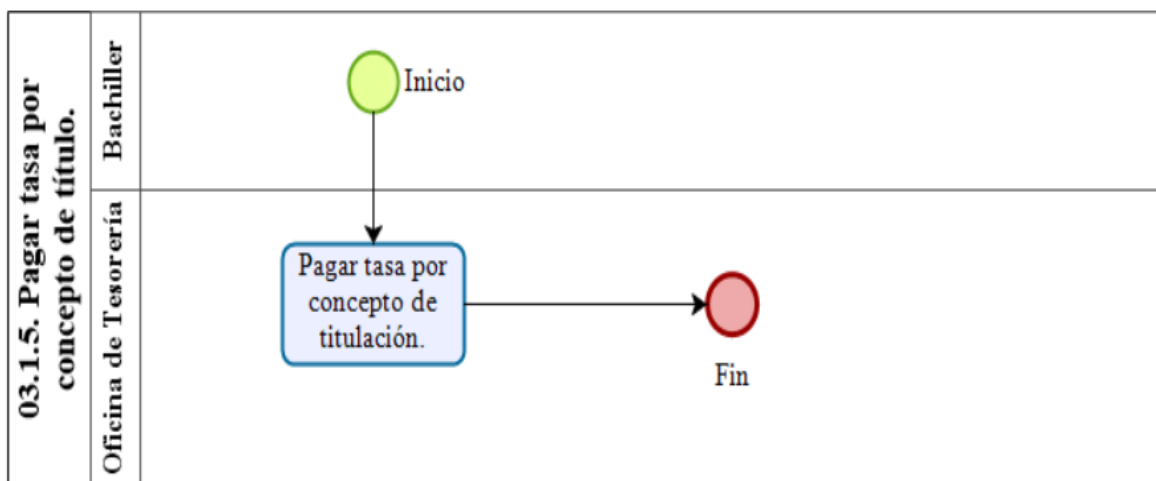 03.1.5. Pagar tasa por
concepto de título.
Bachiller
Inicio
Oficina de Tesorería
Pagar tasa por
concepto de
titulación.
Fin